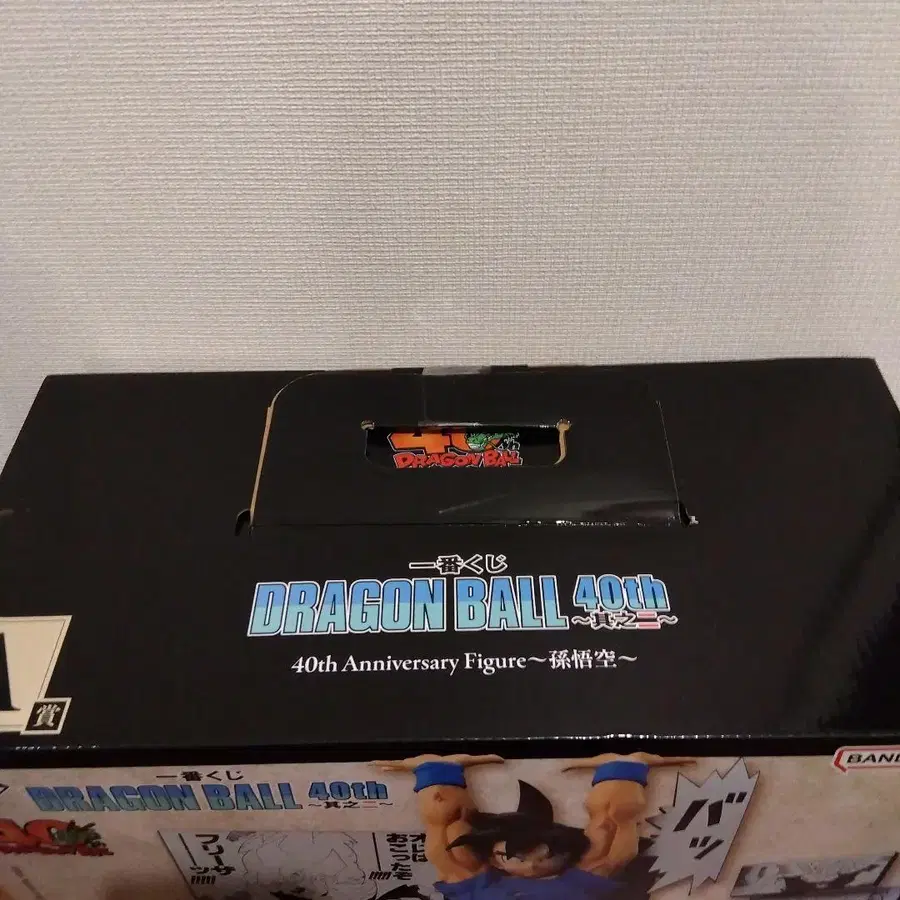 40
DRAGON BALL
一番くじ
DRAGON BALL 40th
~其之二~
40th Anniversary Figure~孫悟空~
A
賞
BAND
一番くじ
DRAGON BALL 40th
~其之二~
オレは
おこったぞ
フリーザ
!!!!!
バッ